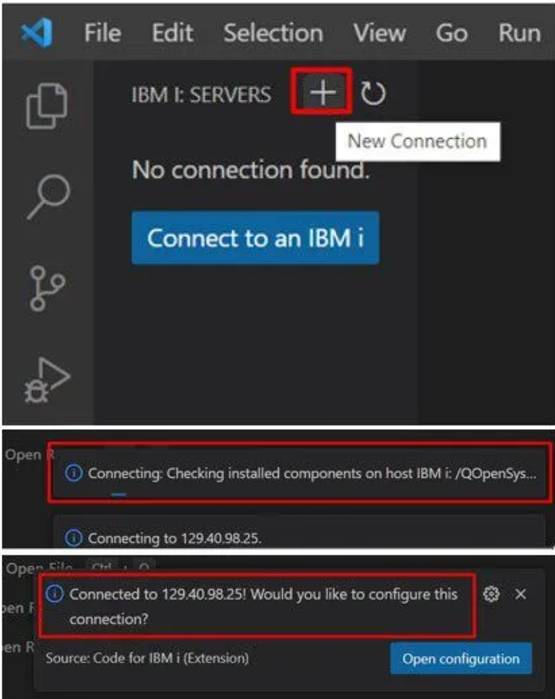 File Edit Selection View Go Run
IBM I: SERVERS
New Connection
No connection found.
Connect to an IBM i
Open R
Connecting: Checking installed components on host IBM i: /QOpenSys...
Connecting to 129.40.98.25.
Open File Ctrl + O
pen F
Connected to 129.40.98.25! Would you like to configure this
connection?
pen R
Source: Code for IBM i (Extension)
Open configuration